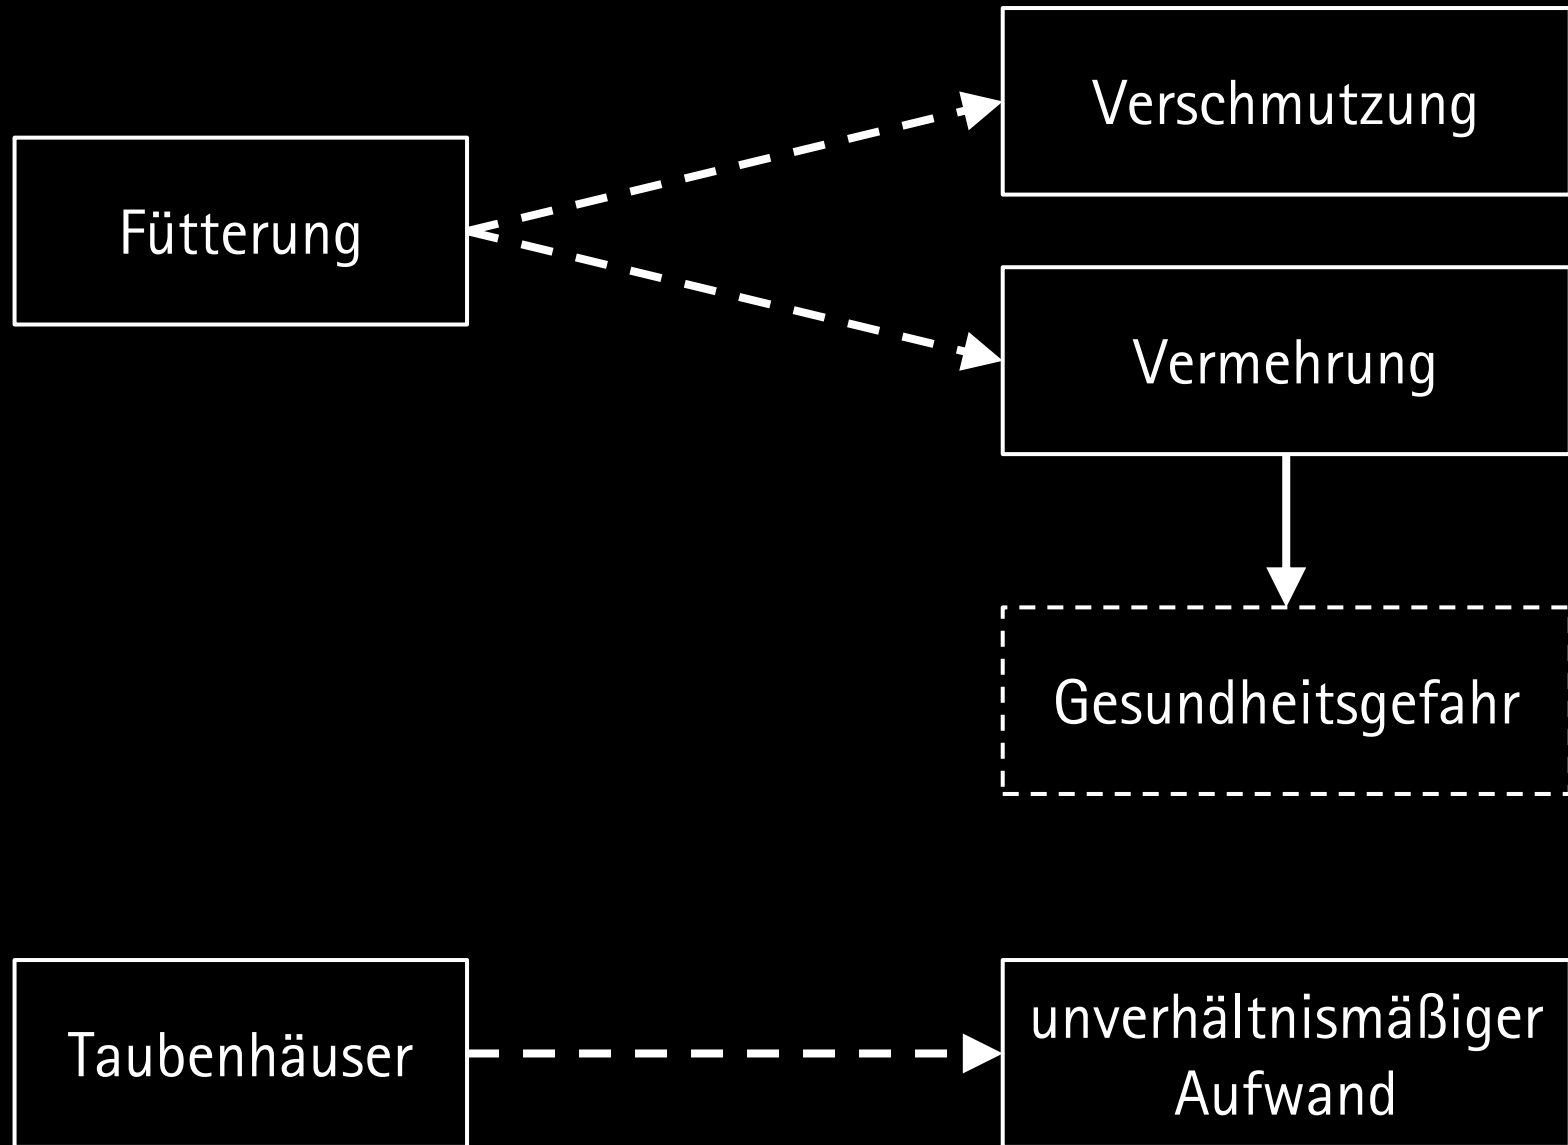 Verschmutzung
Fütterung
Vermehrung
Gesundheitsgefahr
Taubenhäuser
unverhältnismäßiger
Aufwand